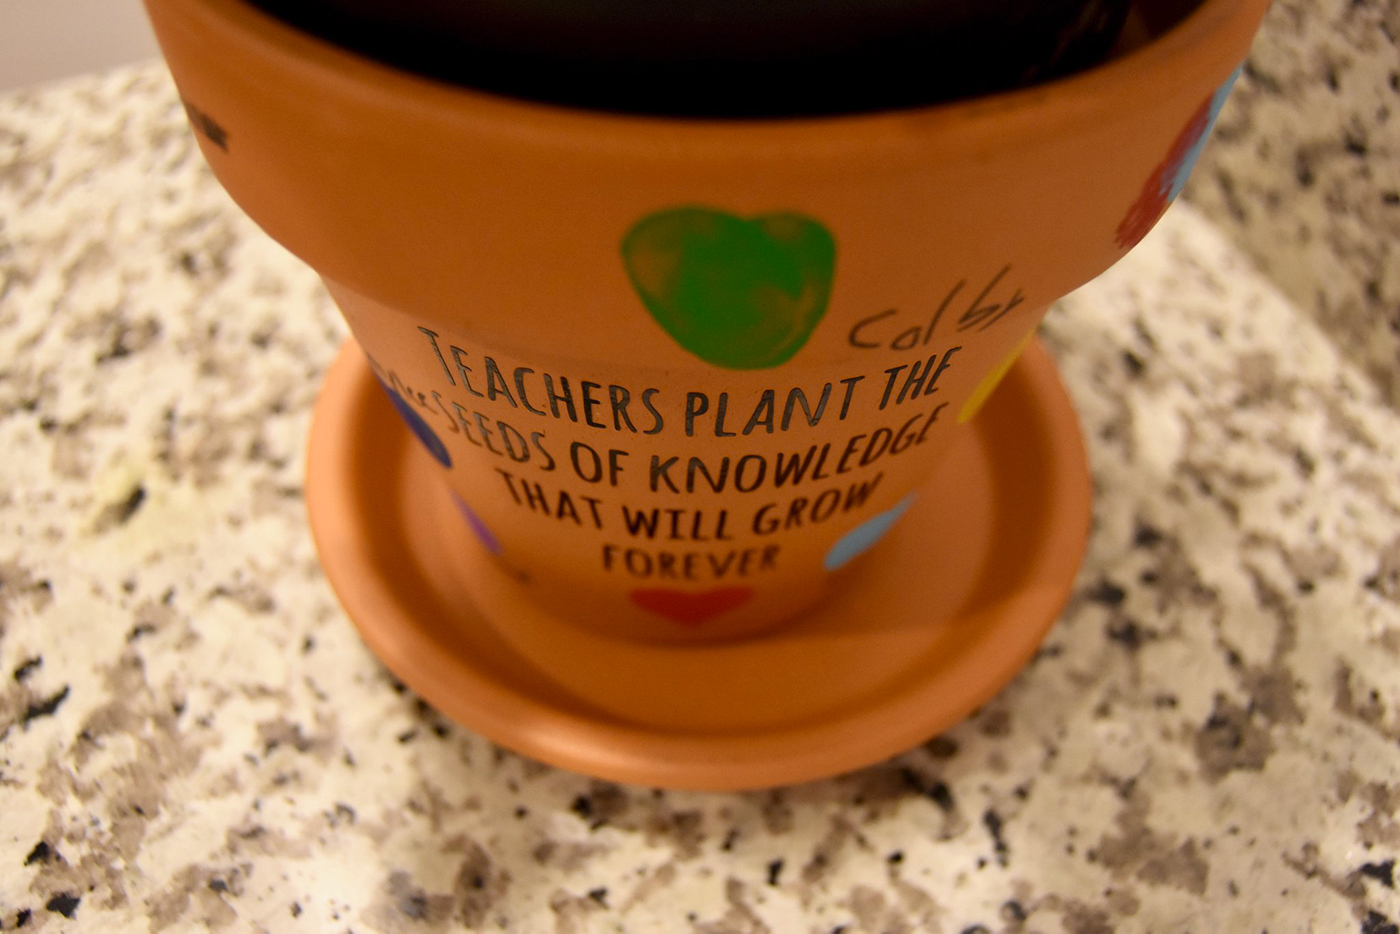 Colby
TEACHERS PLANT THE
SEEDS OF KNOWLEDGE
THAT WILL GROW
FOREVER